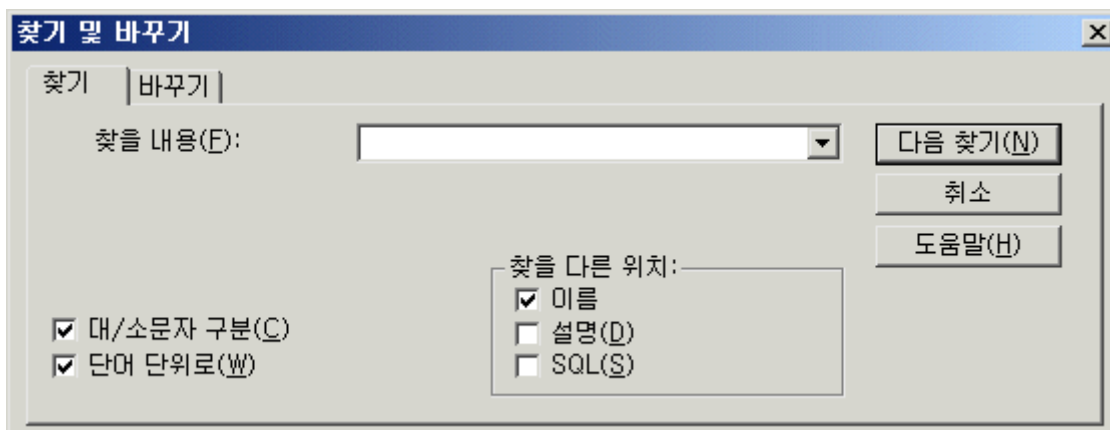 찾기 및 바꾸기
찾기 바꾸기
찾을 내용(F):
다음 찾기(N)
취소
도움말(H)
찾을 다른 위치:
이름
설명(D)
SQL(S)
대/소문자 구분(C)
단어 단위로(W)